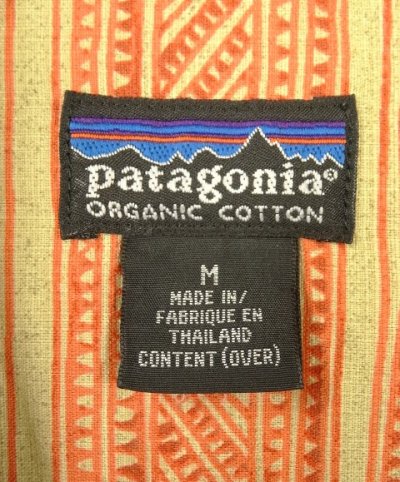 patagonia®
ORGANIC COTTON
M
MADE IN/
FABRIQUE EN
THAILAND
CONTENT (OVER)